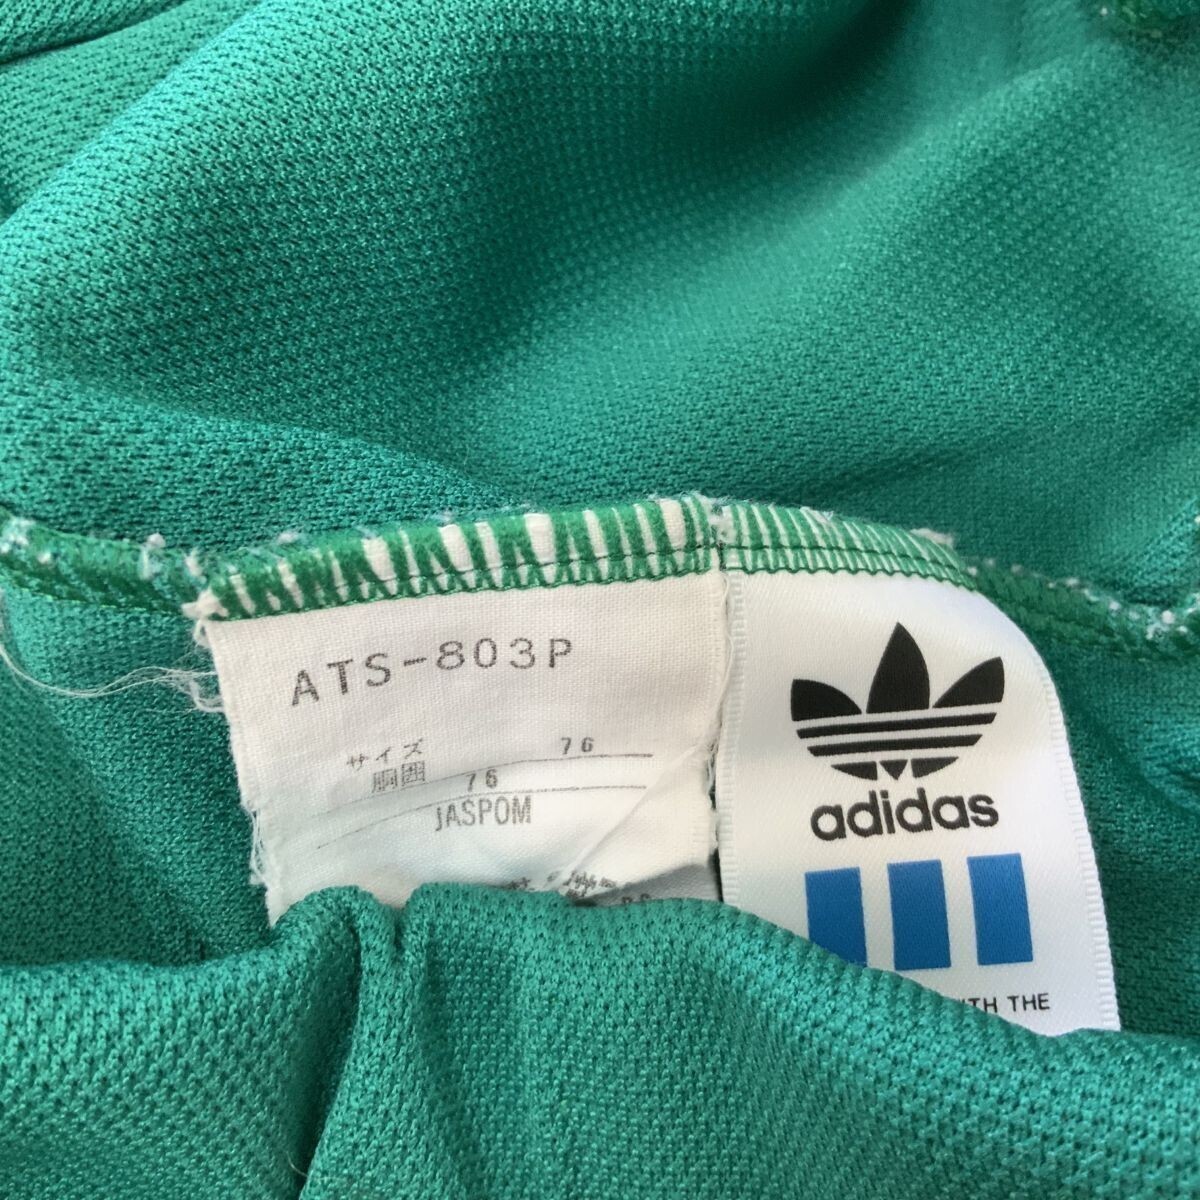 ATS-803P
サイズ 76
胴囲 76
JASPOM
adidas
WITH THE